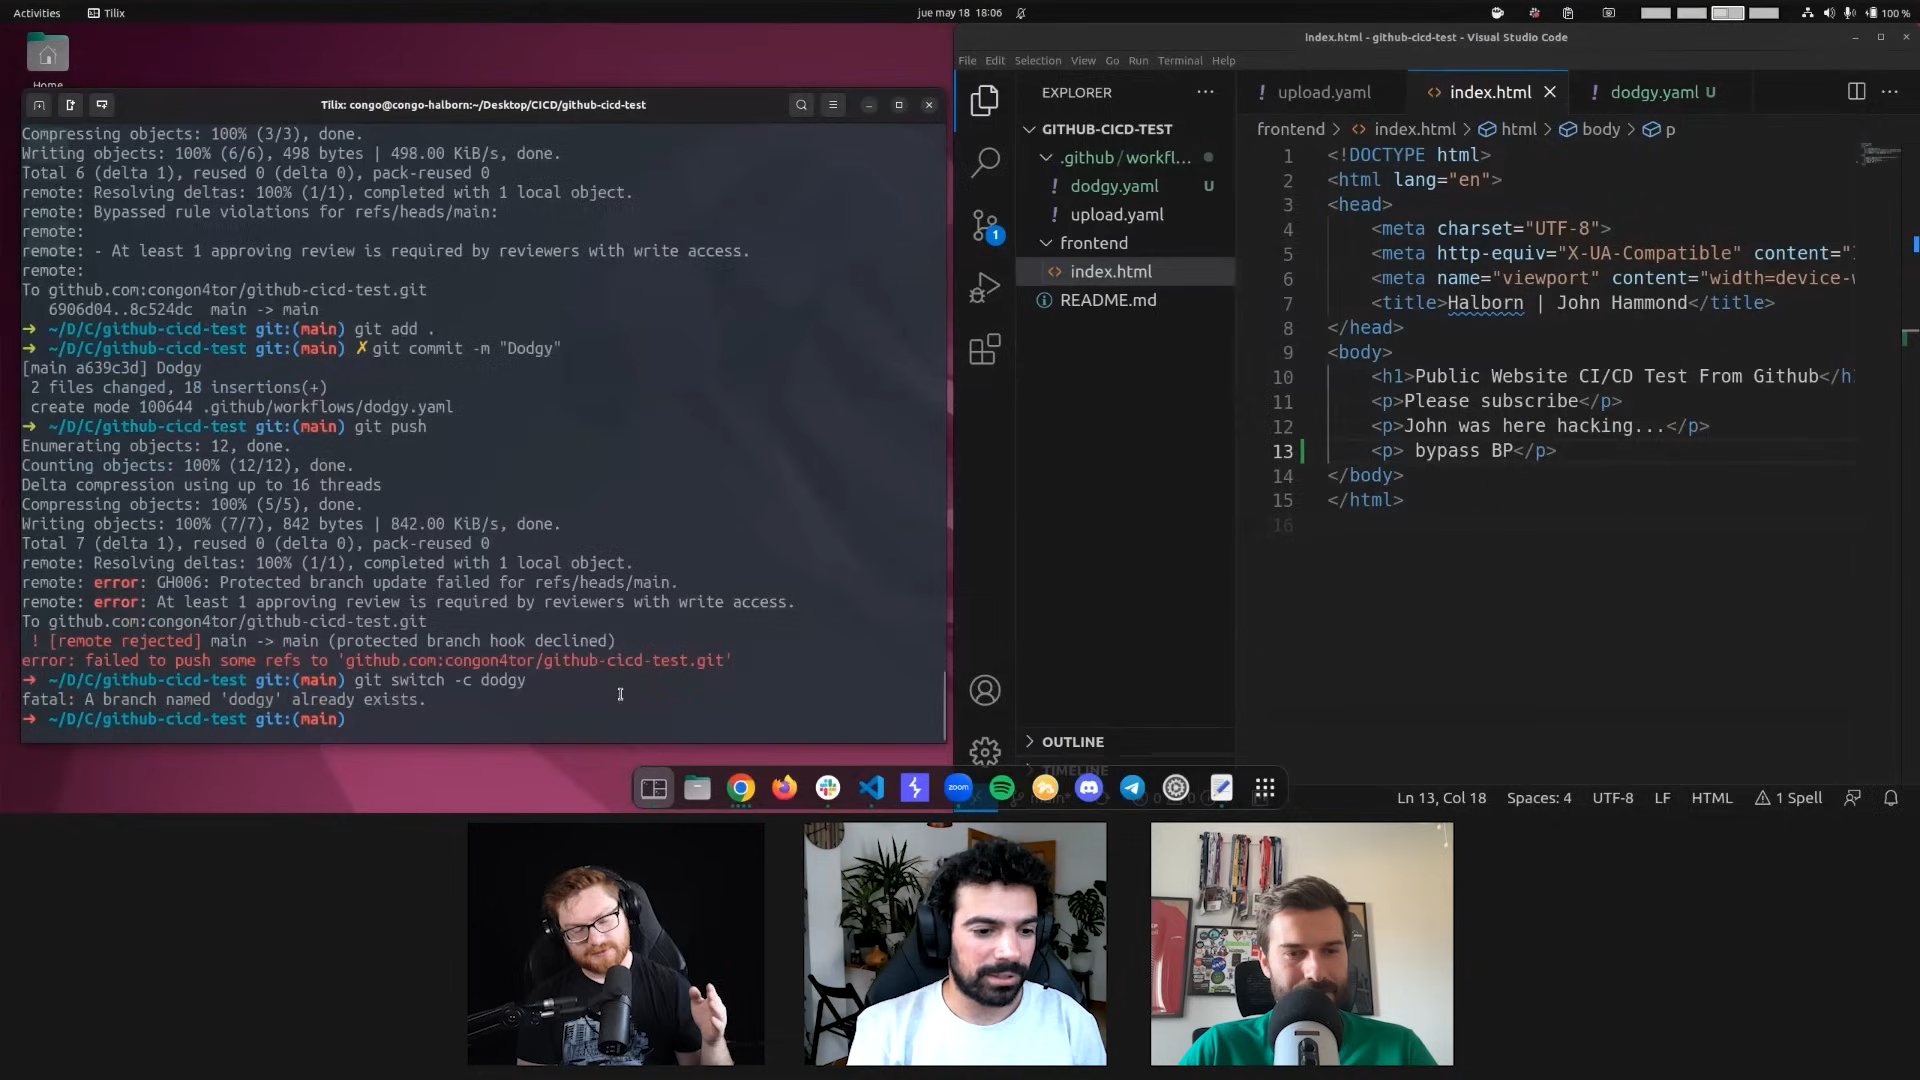 Activities
Tilix
jue may 18 18:06
100 %
Home
Tilix: congo@congo-halborn:~/Desktop/CICD/github-cicd-test
Compressing objects: 100% (3/3), done.
Writing objects: 100% (6/6), 498 bytes | 498.00 KiB/s, done.
Total 6 (delta 1), reused 0 (delta 0), pack-reused 0
remote: Resolving deltas: 100% (1/1), completed with 1 local object.
remote: Bypassed rule violations for refs/heads/main:
remote:
remote: - At least 1 approving review is required by reviewers with write access.
remote:
To github.com:congon4tor/github-cicd-test.git
6906d04..8c524dc main -> main
➜ ~/D/C/github-cicd-test git:(main) git add .
➜ ~/D/C/github-cicd-test git:(main) ✗ git commit -m "Dodgy"
[main a639c3d] Dodgy
2 files changed, 18 insertions(+)
create mode 100644 .github/workflows/dodgy.yaml
➜ ~/D/C/github-cicd-test git:(main) git push
Enumerating objects: 12, done.
Counting objects: 100% (12/12), done.
Delta compression using up to 16 threads
Compressing objects: 100% (5/5), done.
Writing objects: 100% (7/7), 842 bytes | 842.00 KiB/s, done.
Total 7 (delta 1), reused 0 (delta 0), pack-reused 0
remote: Resolving deltas: 100% (1/1), completed with 1 local object.
remote: error: GH006: Protected branch update failed for refs/heads/main.
remote: error: At least 1 approving review is required by reviewers with write access.
To github.com:congon4tor/github-cicd-test.git
! [remote rejected] main -> main (protected branch hook declined)
error: failed to push some refs to 'github.com:congon4tor/github-cicd-test.git'
➜ ~/D/C/github-cicd-test git:(main) git switch -c dodgy
fatal: A branch named 'dodgy' already exists.
➜ ~/D/C/github-cicd-test git:(main)
index.html - github-cicd-test - Visual Studio Code
File Edit Selection View Go Run Terminal Help
EXPLORER
GITHUB-CICD-TEST
.github/workfl...
! dodgy.yaml U
! upload.yaml
frontend
<> index.html
README.md
OUTLINE
TIMELINE
1
! upload.yaml
<> index.html
! dodgy.yaml U
frontend > <> index.html > html > body > p
1 <!DOCTYPE html>
2 <html lang="en">
3 <head>
4 <meta charset="UTF-8">
5 <meta http-equiv="X-UA-Compatible" content="
6 <meta name="viewport" content="width=device-w
7 <title>Halborn | John Hammond</title>
8 </head>
9 <body>
10 <h1>Public Website CI/CD Test From Github</h
11 <p>Please subscribe</p>
12 <p>John was here hacking...</p>
13 <p> bypass BP</p>
14 </body>
15 </html>
16
zoom
Ln 13, Col 18
Spaces: 4
UTF-8
LF
HTML
1 Spell